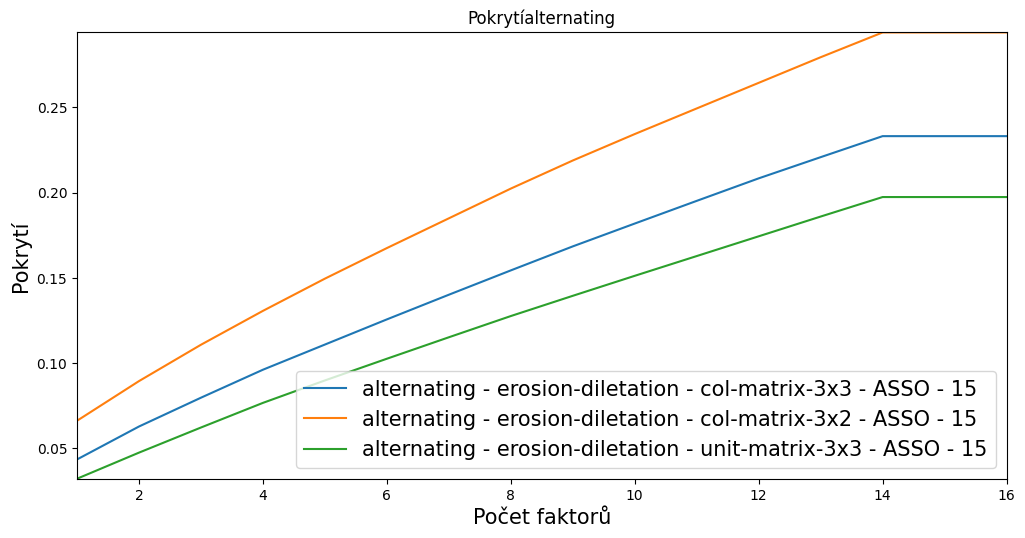 Pokrytíalternating
0.25
0.20
0.15
0.10
0.05
Pokrytí
alternating - erosion-diletation - col-matrix-3x3 - ASSO - 15
alternating - erosion-diletation - col-matrix-3x2 - ASSO - 15
alternating - erosion-diletation - unit-matrix-3x3 - ASSO - 15
2 4 6 8 10 12 14 16
Počet faktorů